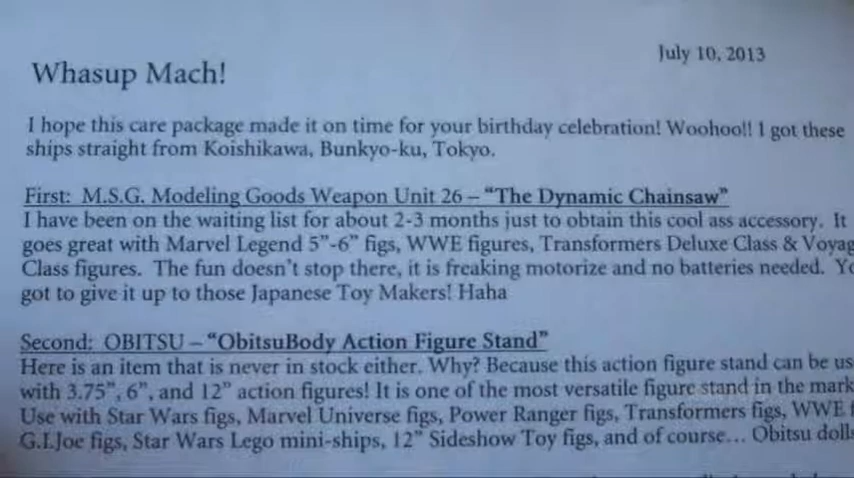 July 10, 2013
Whasup Mach!
I hope this care package made it on time for your birthday celebration! Woohoo!! I got these
ships straight from Koishikawa, Bunkyo-ku, Tokyo.
First: M.S.G. Modeling Goods Weapon Unit 26 – “The Dynamic Chainsaw”
I have been on the waiting list for about 2-3 months just to obtain this cool ass accessory. It
goes great with Marvel Legend 5”-6” figs, WWE figures, Transformers Deluxe Class & Voyag
Class figures. The fun doesn’t stop there, it is freaking motorize and no batteries needed. Yo
got to give it up to those Japanese Toy Makers! Haha
Second: OBITSU – “ObitsuBody Action Figure Stand”
Here is an item that is never in stock either. Why? Because this action figure stand can be us
with 3.75”, 6”, and 12” action figures! It is one of the most versatile figure stand in the mark
Use with Star Wars figs, Marvel Universe figs, Power Ranger figs, Transformers figs, WWE f
G.I.Joe figs, Star Wars Lego mini-ships, 12” Sideshow Toy figs, and of course… Obitsu dolls